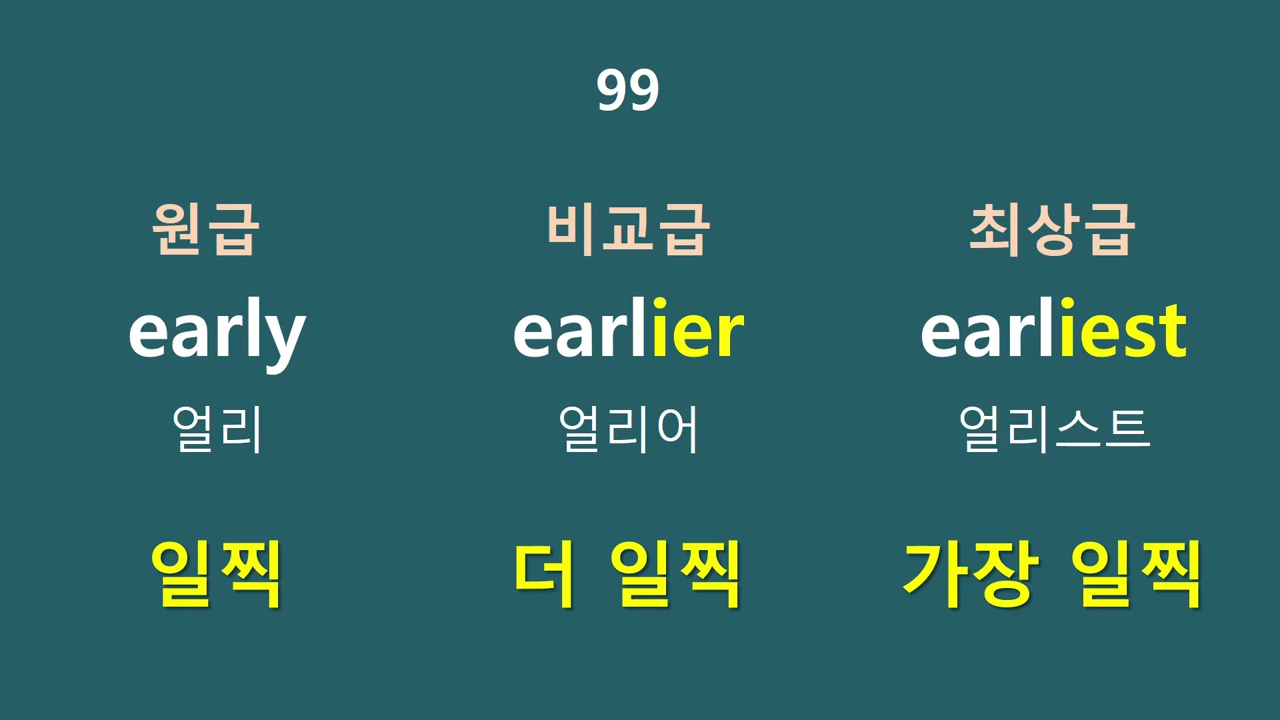 99
원급 비교급 최상급
early earlier earliest
얼리 얼리어 얼리스트
일찍 더 일찍 가장 일찍